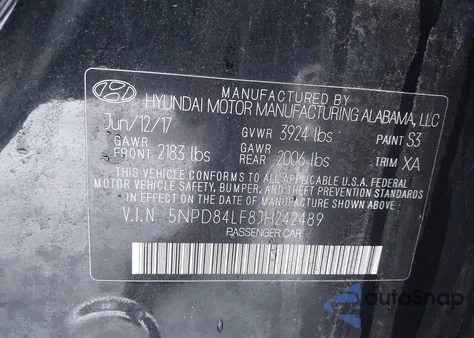 MANUFACTURED BY
HYUNDAI MOTOR MANUFACTURING ALABAMA, LLC
Jun/12/17 GVWR 3924 lbs PAINT S3
GAWR FRONT 2183 lbs GAWR REAR 2006 lbs TRIM XA
THIS VEHICLE CONFORMS TO ALL APPLICABLE U.S.A. FEDERAL
MOTOR VEHICLE SAFETY, BUMPER, AND THEFT PREVENTION STANDARDS
IN EFFECT ON THE DATE OF MANUFACTURE SHOWN ABOVE.
V.I.N 5NPD84LF8JH242489
PASSENGER CAR
autoSnap